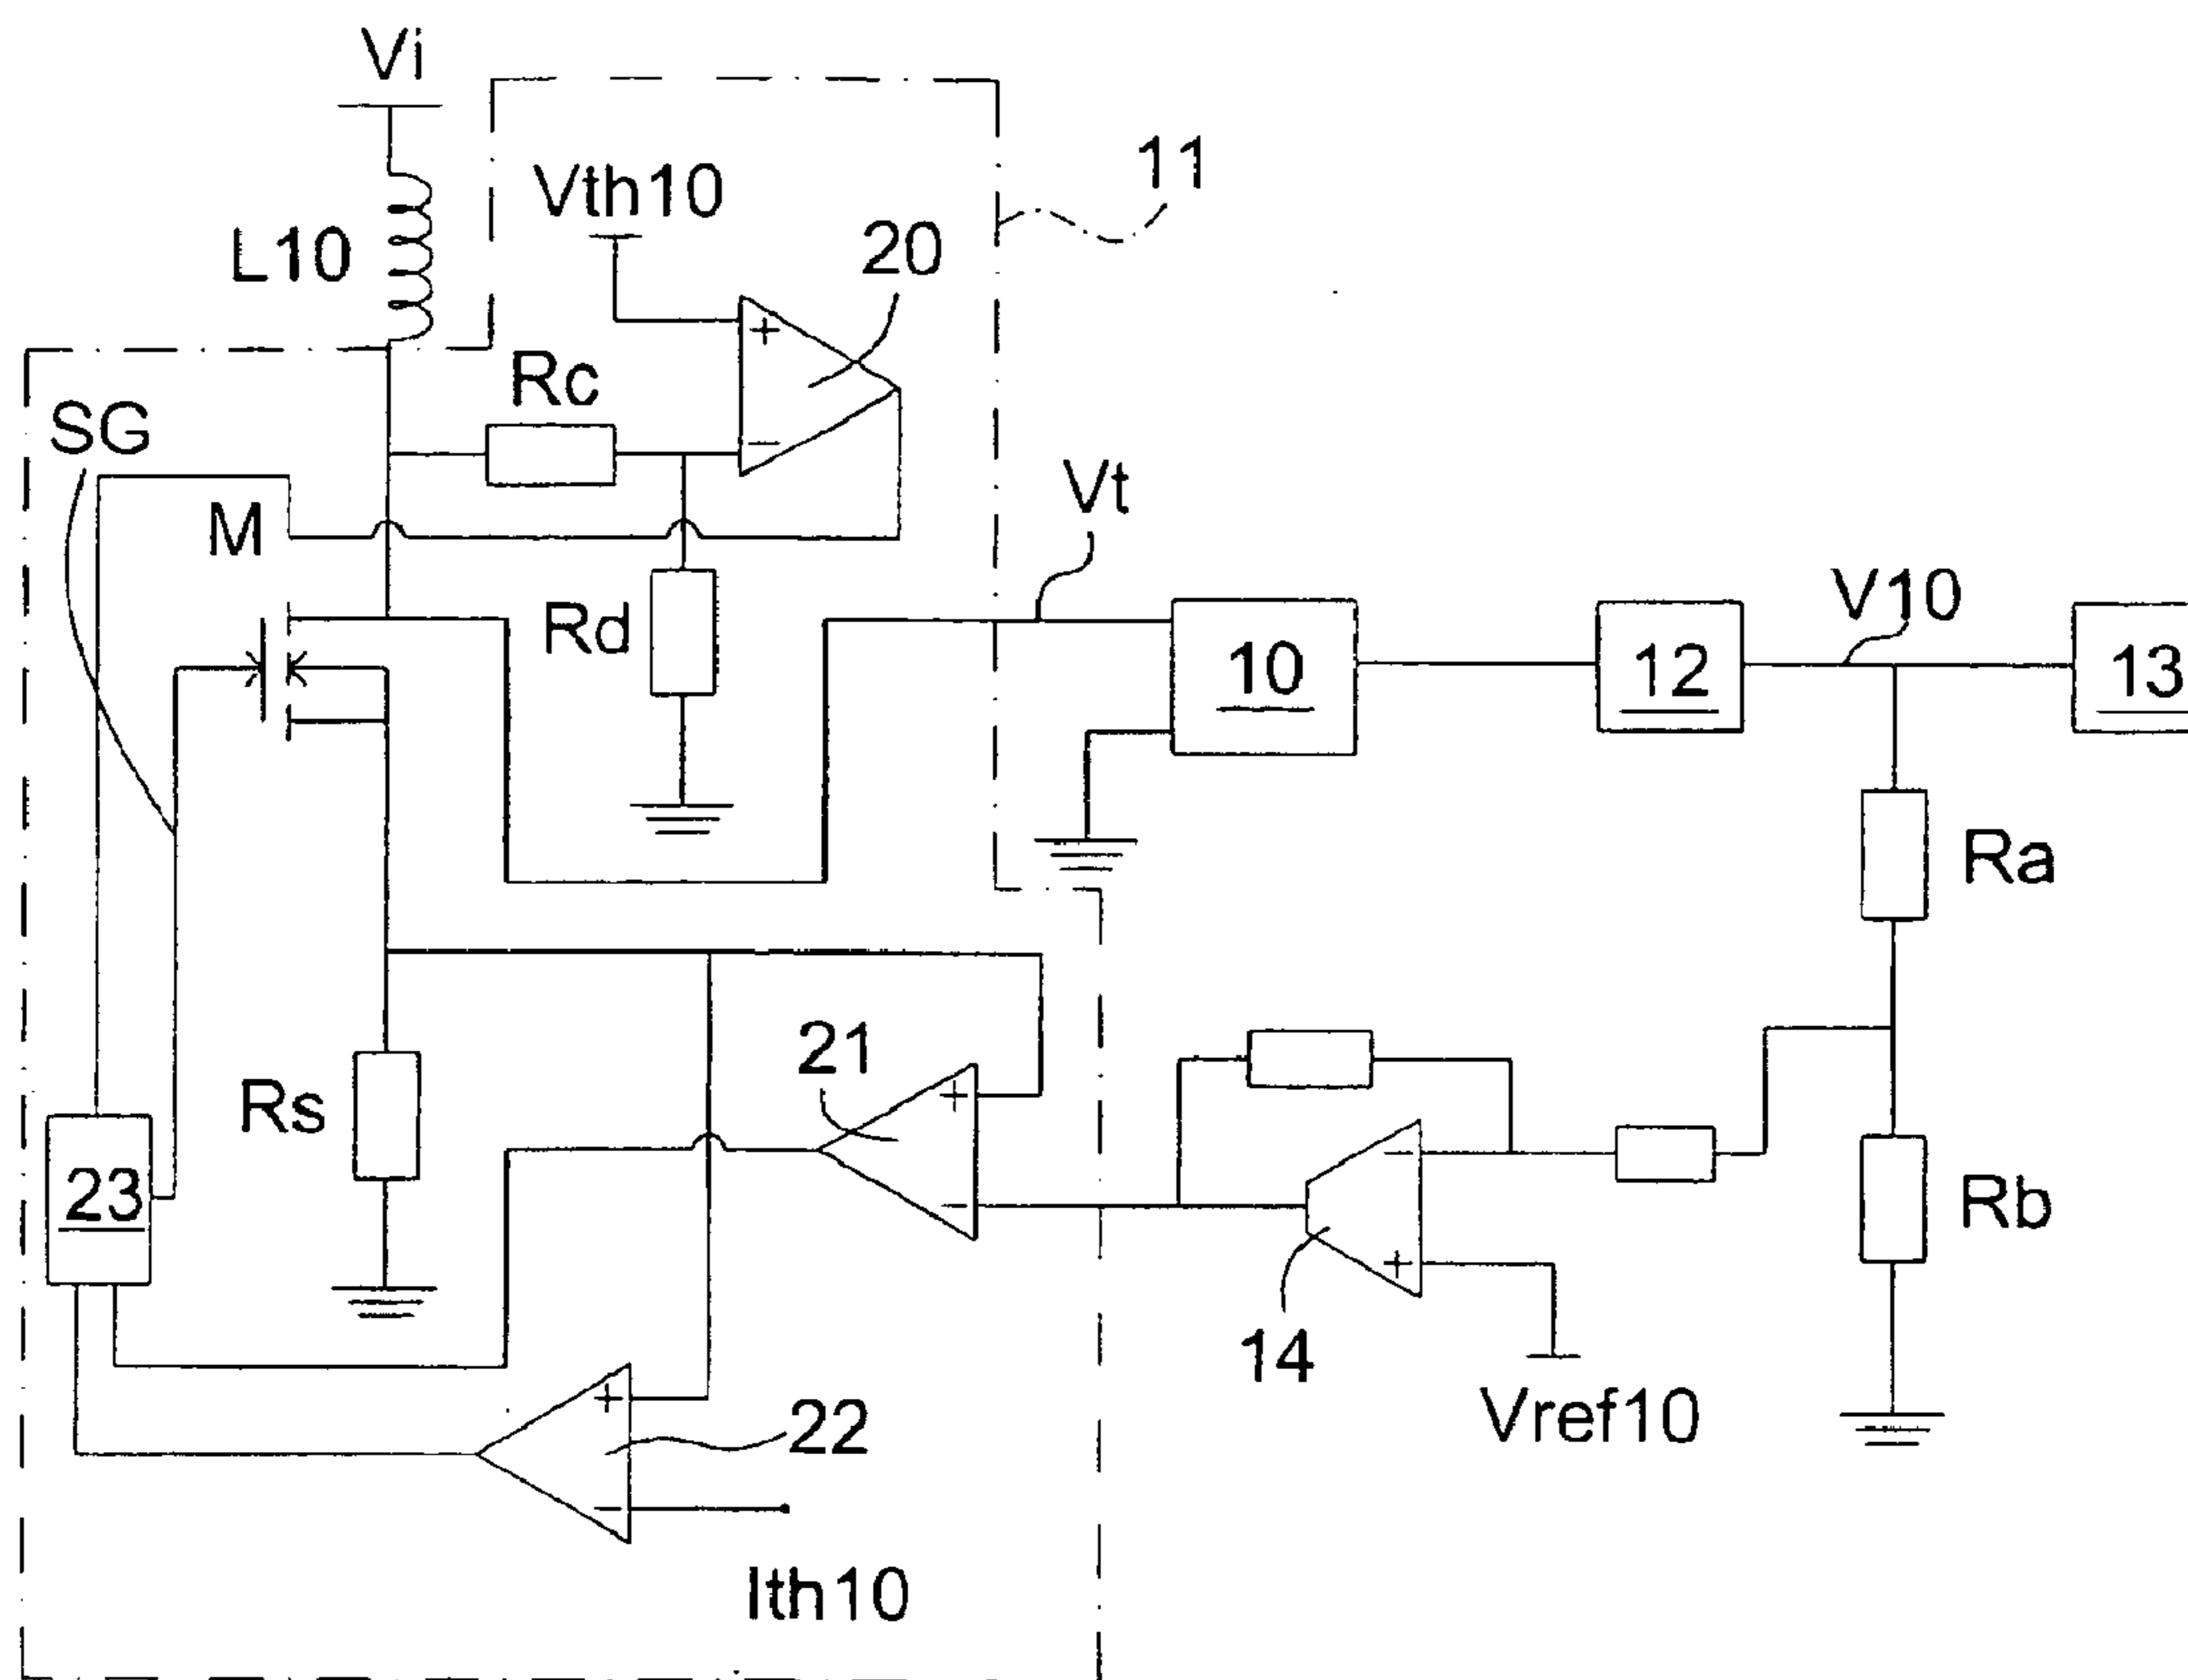 Vi
11
Vth10
20
L10
Rc
SG
+
−
Vt
M
V10
Rd
10
12
13
Ra
21
Rs
+
−
23
Rb
−
+
14
+
22
Vref10
−
Ith10